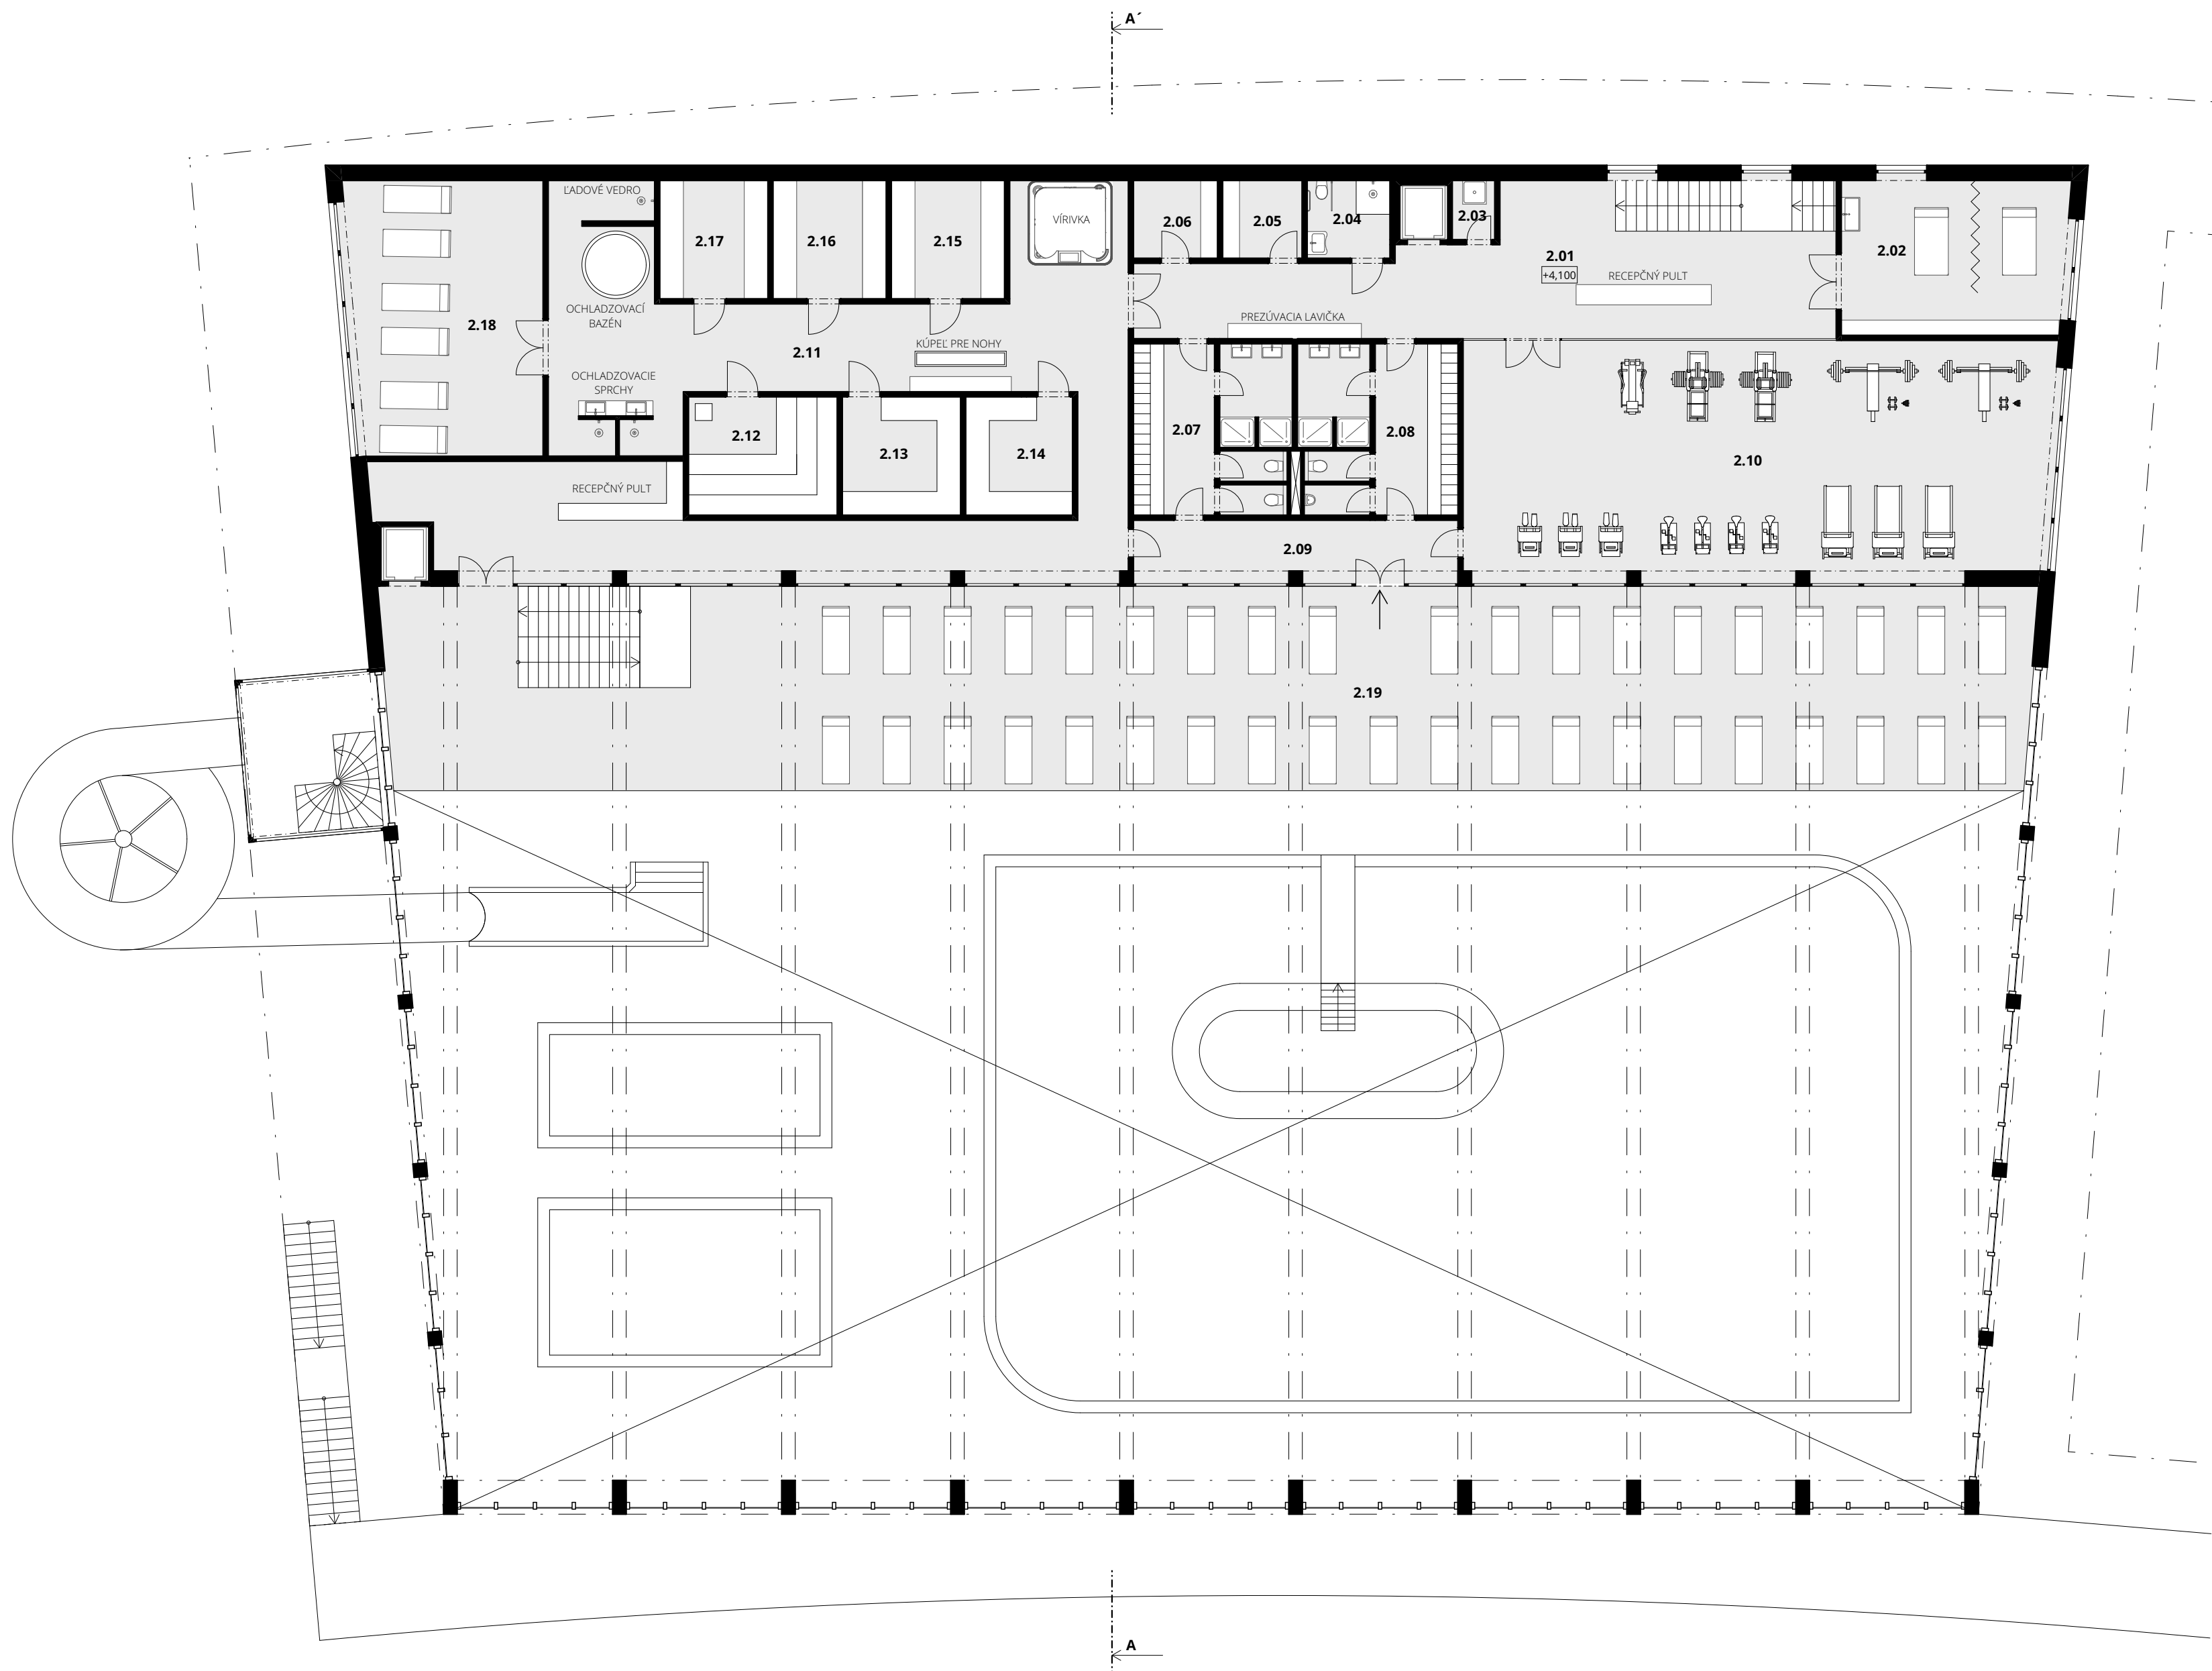 A´
ĽADOVÉ VEDRO
VÍRIVKA
2.17
2.16
2.15
2.06
2.05
2.04
2.03
2.01
+4,100
RECEPČNÝ PULT
2.02
OCHLADZOVACÍ
BAZÉN
2.18
2.11
KÚPEĽ PRE NOHY
PREZÚVACIA LAVIČKA
OCHLADZOVACIE
SPRCHY
2.12
2.13
2.14
2.07
2.08
2.10
RECEPČNÝ PULT
2.09
2.19
A